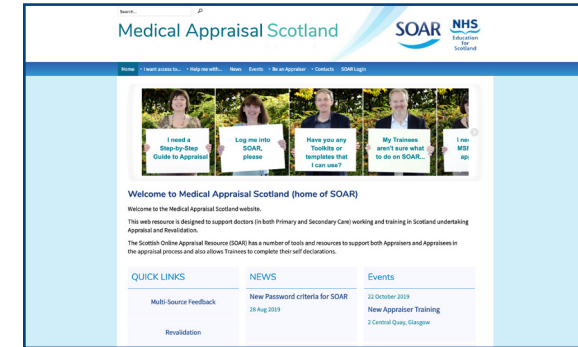 Search...
Medical Appraisal Scotland
SOAR
NHS
Education
for
Scotland
Home
I want access to...
Help me with...
News
Events
Be an Appraiser
Contacts
SOAR Login
I need a
Step-by-Step
Guide to Appraisal
Log me into
SOAR,
please
Have you any
Toolkits or
templates that
I can use?
My Trainees
aren't sure what
to do on SOAR...
I
MSF
Welcome to Medical Appraisal Scotland (home of SOAR)
Welcome to the Medical Appraisal Scotland website.
This web resource is designed to support doctors (in both Primary and Secondary Care) working and training in Scotland undertaking
Appraisal and Revalidation.
The Scottish Online Appraisal Resource (SOAR) has a number of tools and resources to support both Appraisers and Appraisees in
the appraisal process and also allows Trainees to complete their self declarations.
QUICK LINKS
Multi-Source Feedback
Revalidation
NEWS
New Password criteria for SOAR
28 Aug 2019
Events
22 October 2019
New Appraiser Training
2 Central Quay, Glasgow